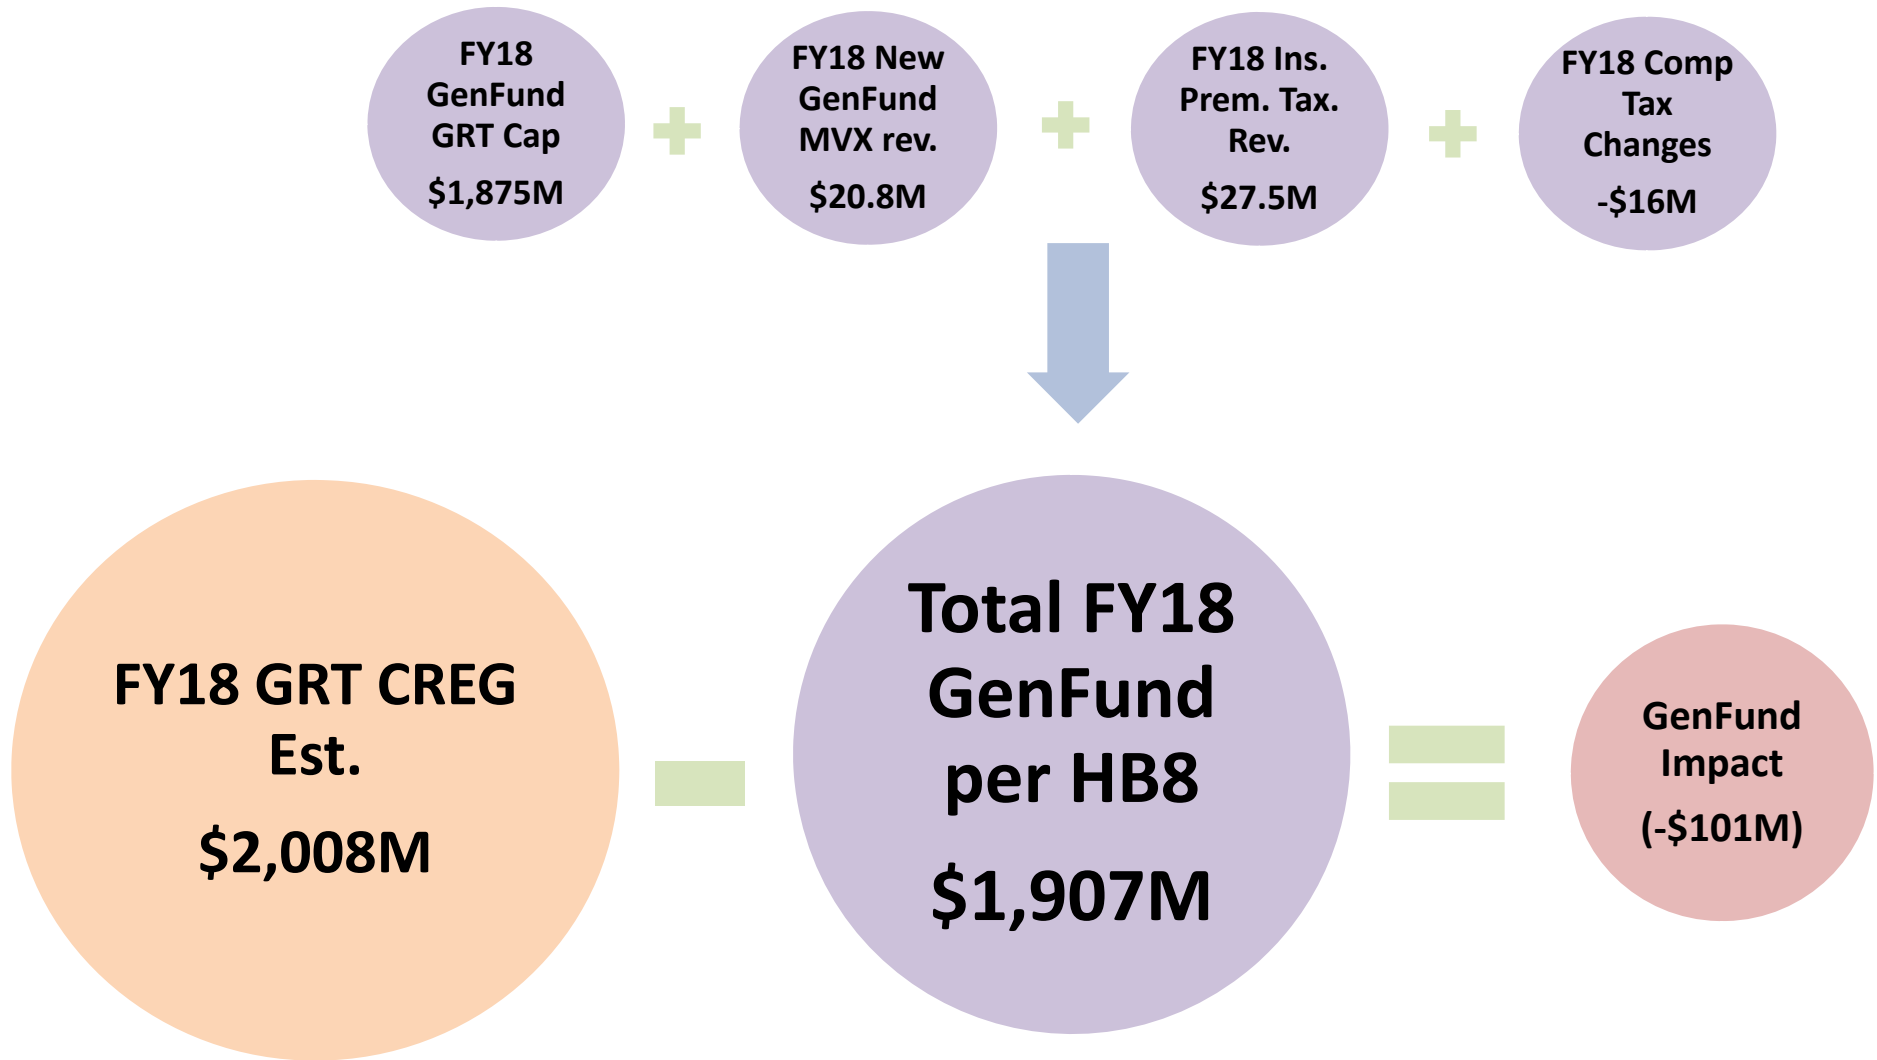 FY18
GenFund
GRT Cap
$1,875M
FY18 New
GenFund
MVX rev.
$20.8M
FY18 Ins.
Prem. Tax.
Rev.
$27.5M
FY18 Comp
Tax
Changes
-$16M
FY18 GRT CREG
Est.
$2,008M
Total FY18
GenFund
per HB8
$1,907M
GenFund
Impact
(-$101M)